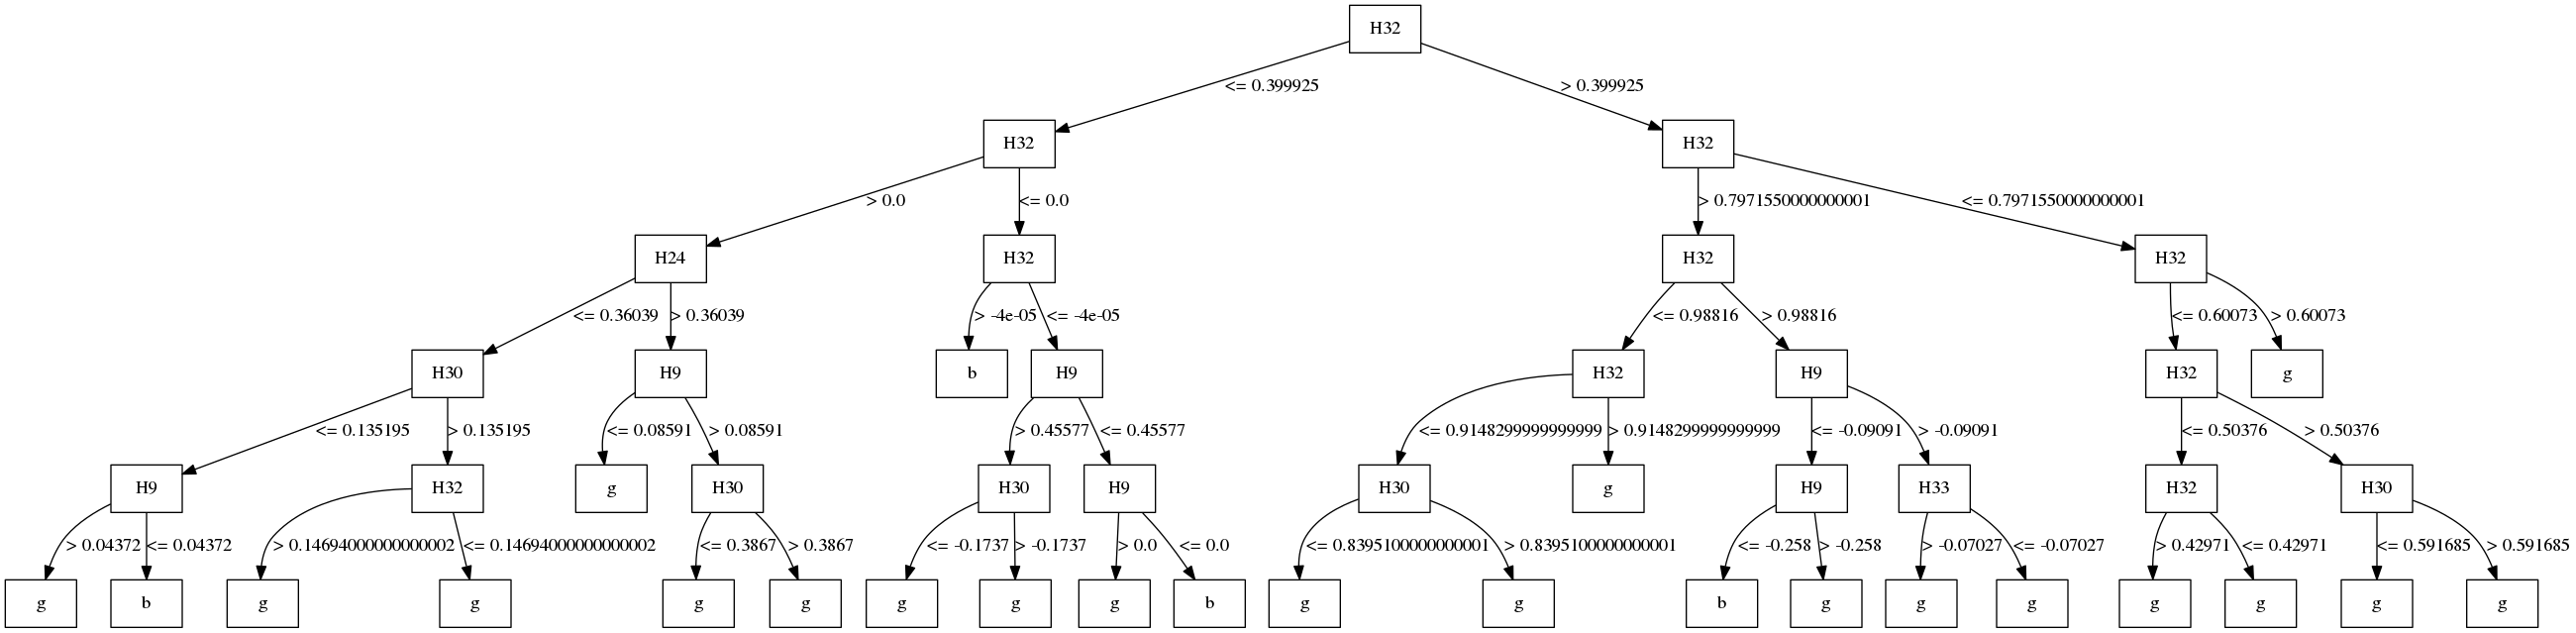 H32
<= 0.399925 > 0.399925
H32 H32
> 0.0 <= 0.0 > 0.7971550000000001 <= 0.7971550000000001
H24 H32 H32 H32
<= 0.36039 > 0.36039 > -4e-05 <= -4e-05 <= 0.98816 > 0.98816 <= 0.60073 > 0.60073
H30 H9 b H9 H32 H9 H32 g
<= 0.135195 > 0.135195 <= 0.08591 > 0.08591 > 0.45577 <= 0.45577 <= 0.9148299999999999 > 0.9148299999999999 <= -0.09091 > -0.09091 <= 0.50376 > 0.50376
H9 H32 g H30 H30 H9 H30 g H9 H33 H32 H30
> 0.04372 <= 0.04372 > 0.14694000000000002 <= 0.14694000000000002 <= 0.3867 > 0.3867 <= -0.1737 > -0.1737 > 0.0 <= 0.0 <= 0.8395100000000001 > 0.8395100000000001 <= -0.258 > -0.258 > -0.07027 <= -0.07027 > 0.42971 <= 0.42971 <= 0.591685 > 0.591685
g b g g g g g g g b g g b g g g g g g g